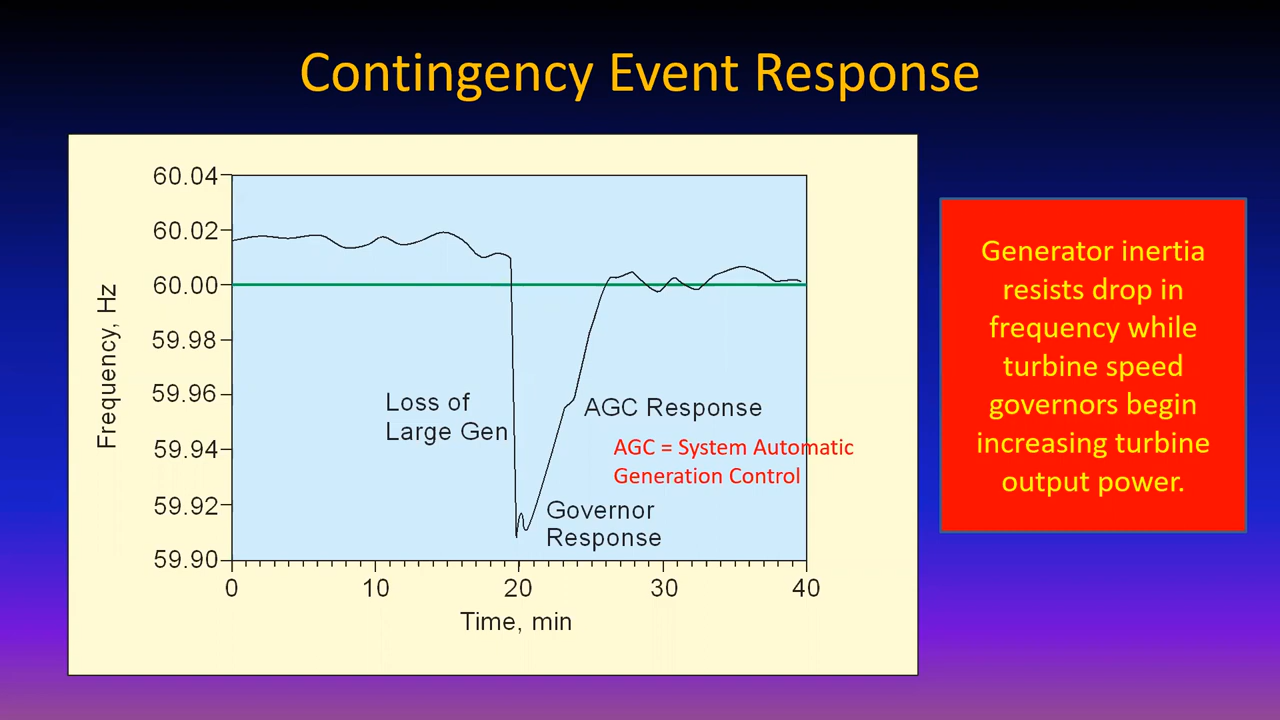 Contingency Event Response
60.04
60.02
60.00
59.98
59.96
59.94
59.92
59.90
Frequency, Hz
0
10
20
30
40
Time, min
Loss of
Large Gen
AGC Response
AGC = System Automatic
Generation Control
Governor
Response
Generator inertia
resists drop in
frequency while
turbine speed
governors begin
increasing turbine
output power.